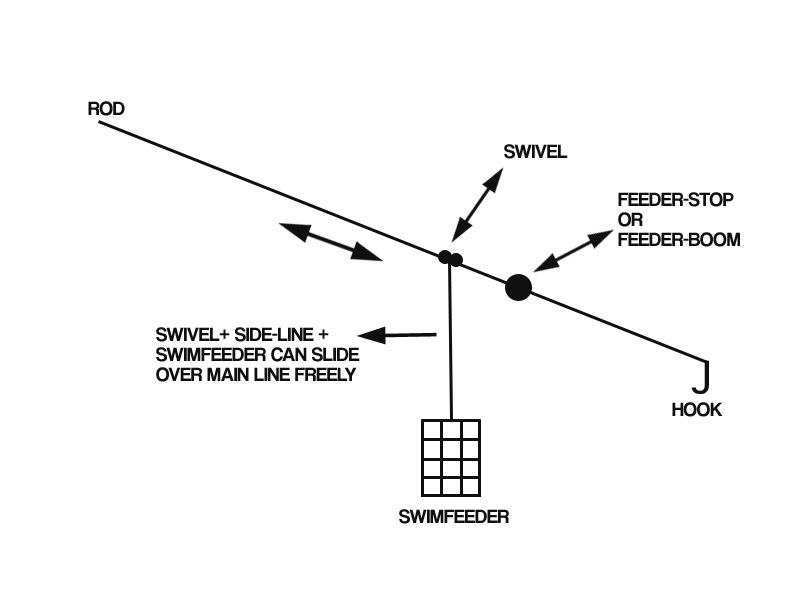 ROD
SWIVEL
FEEDER-STOP
OR
FEEDER-BOOM
SWIVEL+ SIDE-LINE +
SWIMFEEDER CAN SLIDE
OVER MAIN LINE FREELY
HOOK
SWIMFEEDER